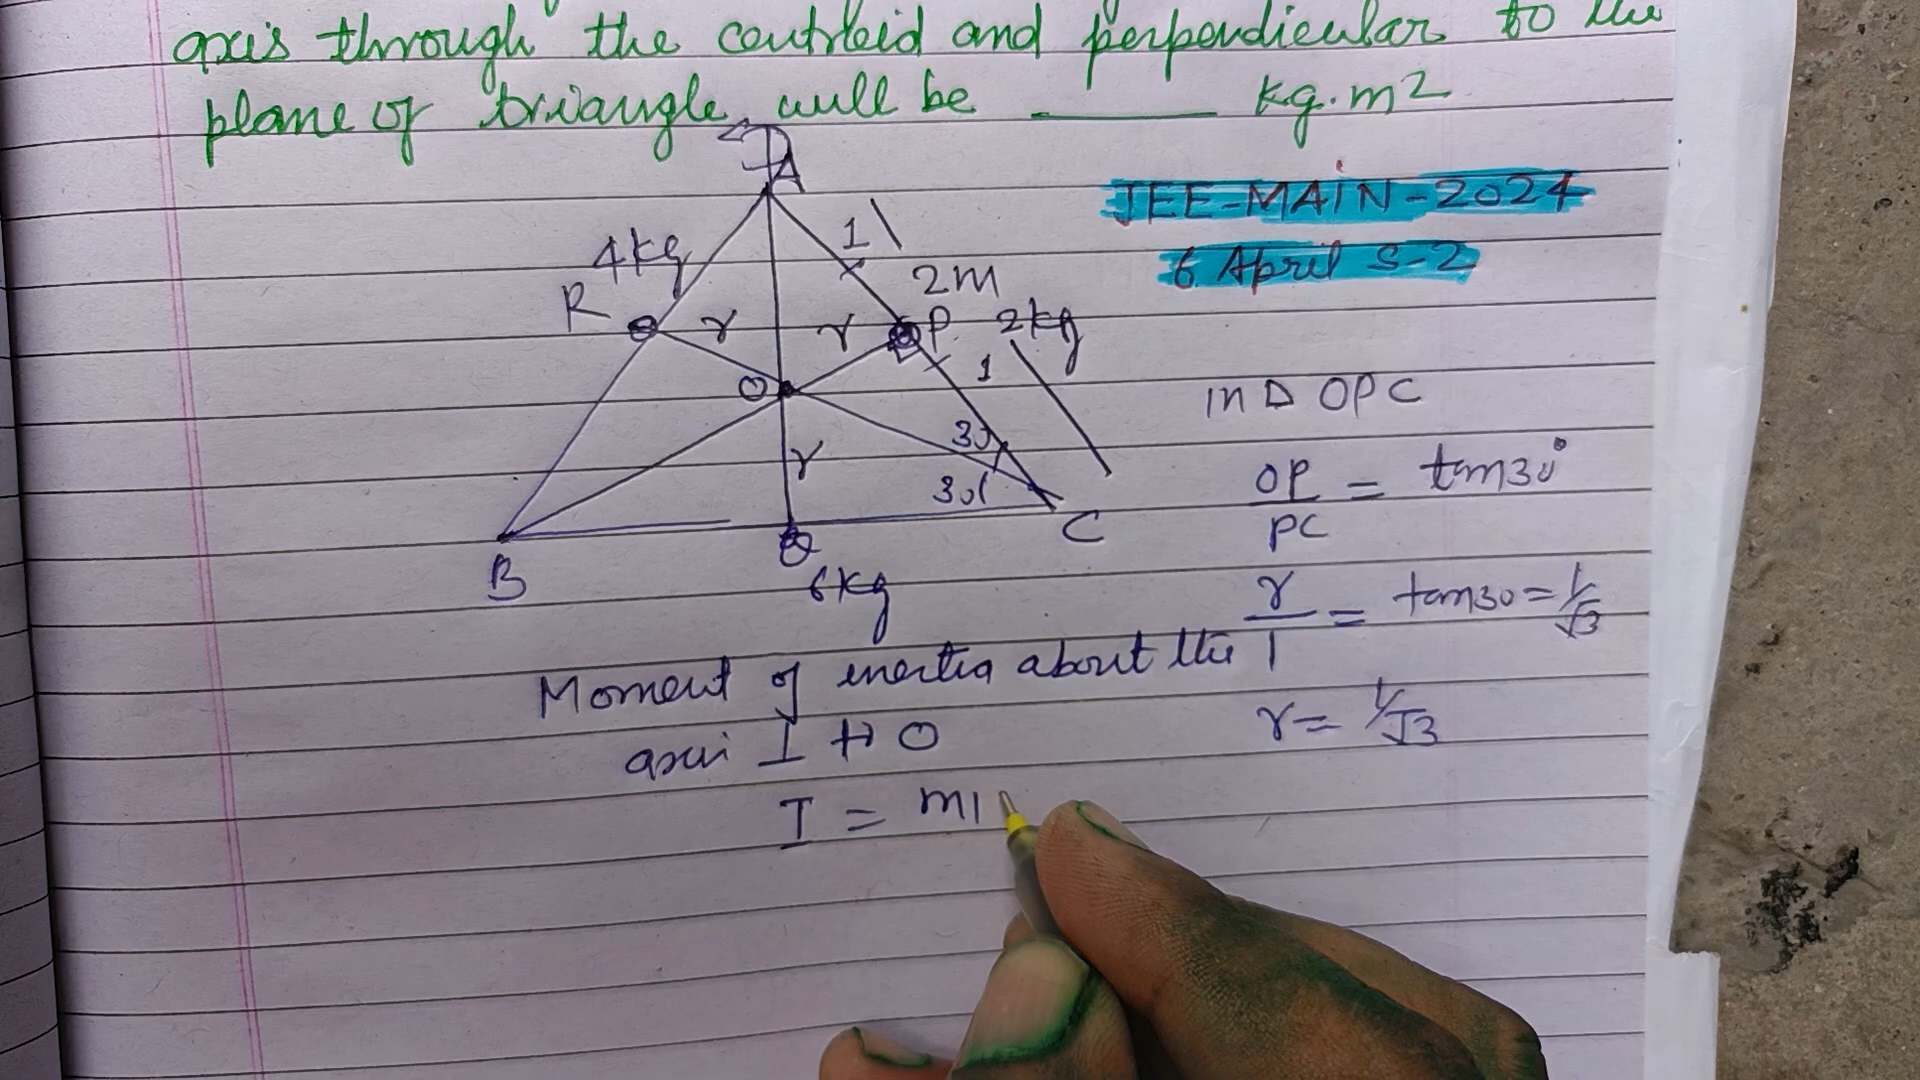 axis through the centroid and perpendicular to the
plane of triangle will be ______ kg.m2
A
JEE-MAIN-2024
6 April S-2
4kg
1
2m
R
r
r
P
2kg
O
1
in Δ OPC
30
r
30
OP/PC = tan30°
B
Q
C
6kg
r/1 = tan30 = 1/√3
Moment of inertia about the
axis I to O
r = 1/√3
I = m1